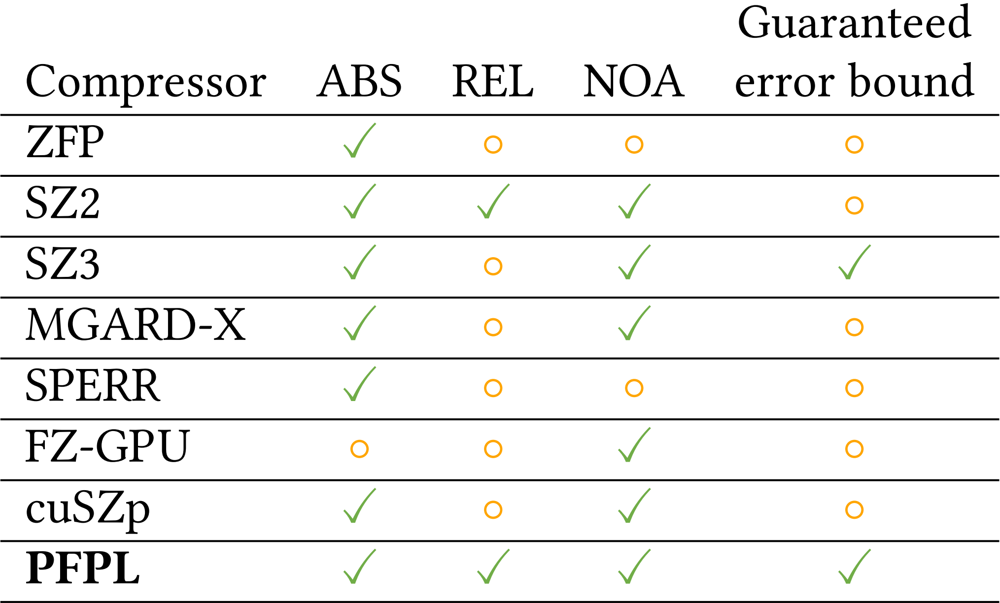 Guaranteed
Compressor ABS REL NOA error bound
ZFP ✓ ○ ○ ○
SZ2 ✓ ✓ ✓ ○
SZ3 ✓ ○ ✓ ✓
MGARD-X ✓ ○ ✓ ○
SPERR ✓ ○ ○ ○
FZ-GPU ○ ○ ✓ ○
cuSZp ✓ ○ ✓ ○
PFPL ✓ ✓ ✓ ✓